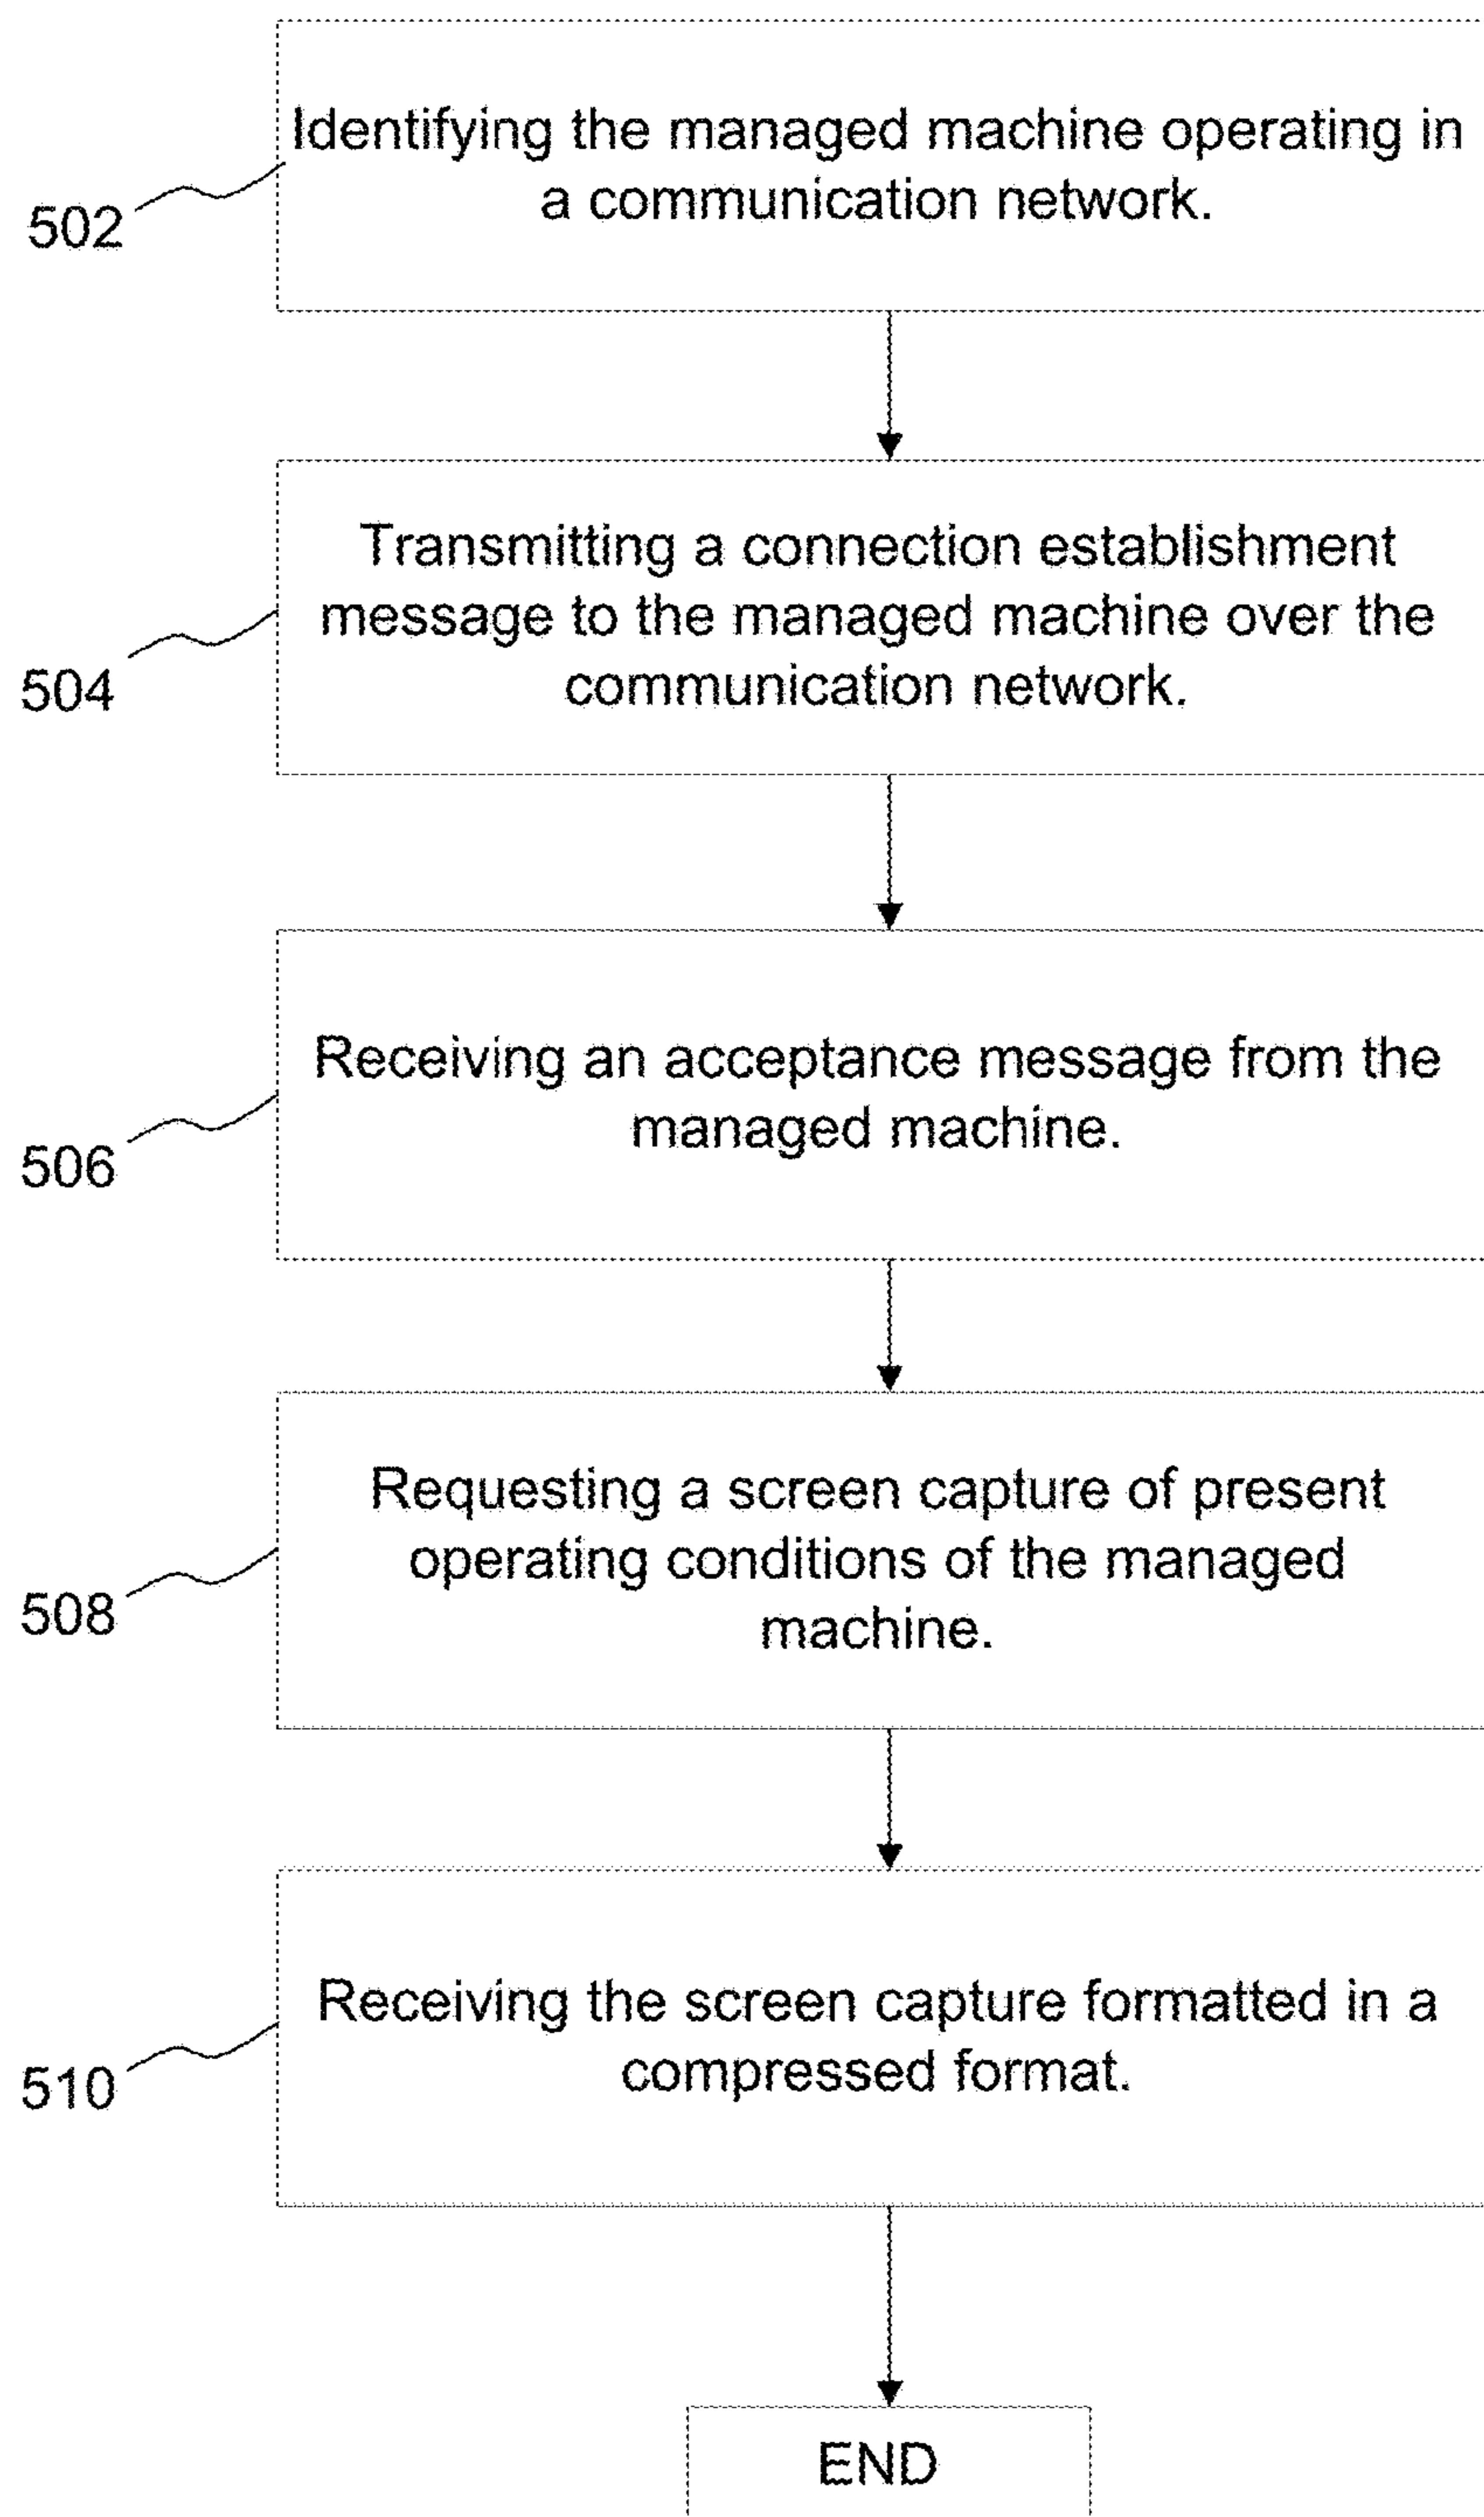 Identifying the managed machine operating in
a communication network.
502
Transmitting a connection establishment
message to the managed machine over the
communication network.
504
Receiving an acceptance message from the
managed machine.
506
Requesting a screen capture of present
operating conditions of the managed
machine.
508
Receiving the screen capture formatted in a
compressed format.
510
END